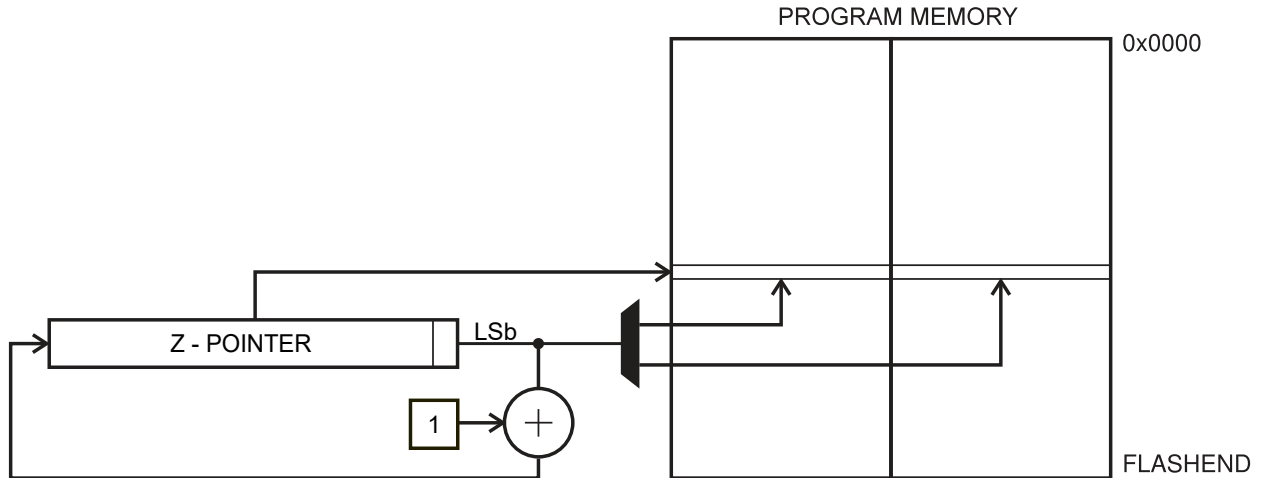 PROGRAM MEMORY
0x0000
LSb
Z - POINTER
1
FLASHEND